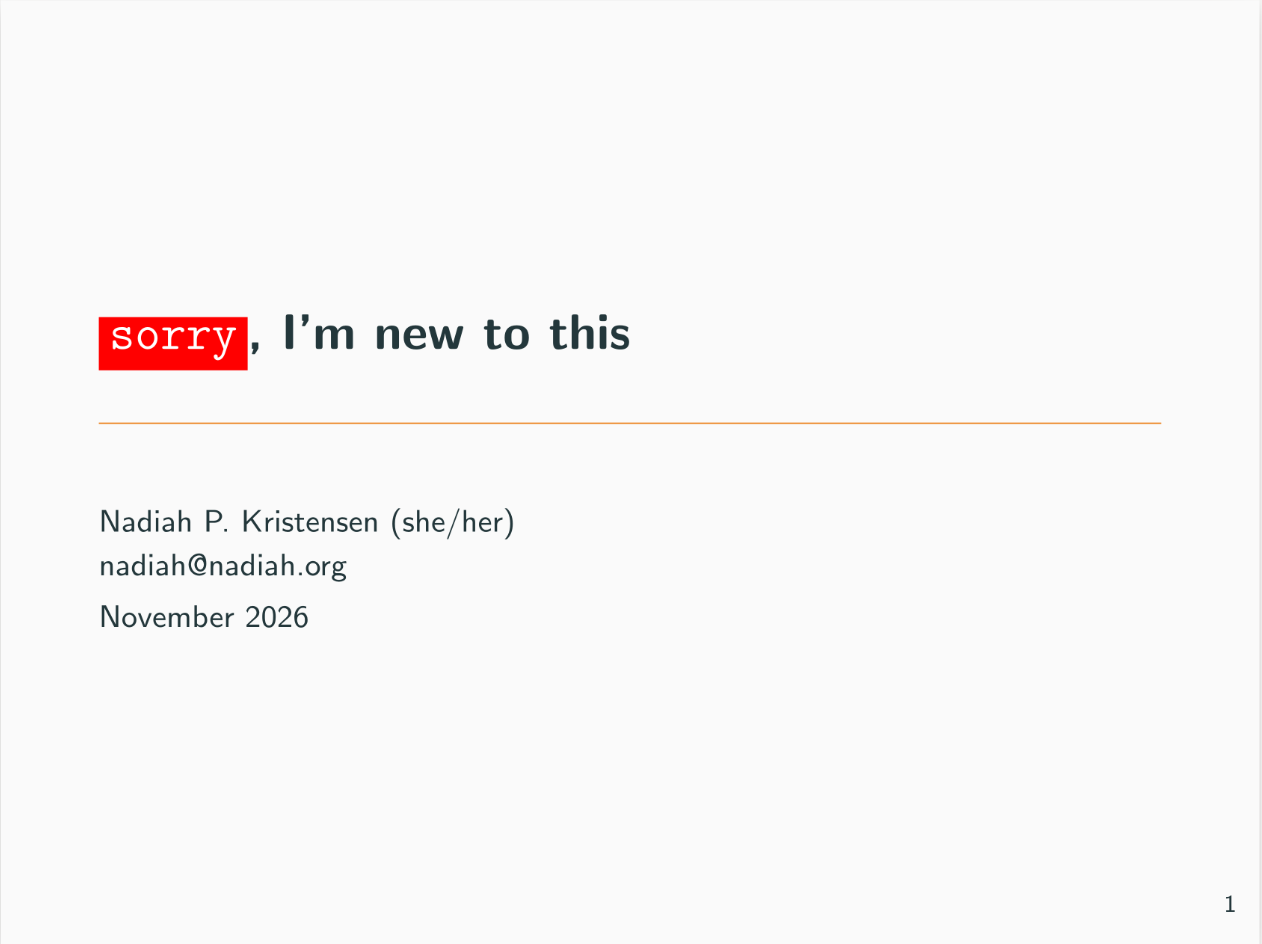 sorry, I'm new to this
Nadiah P. Kristensen (she/her)
nadiah@nadiah.org
November 2026
1